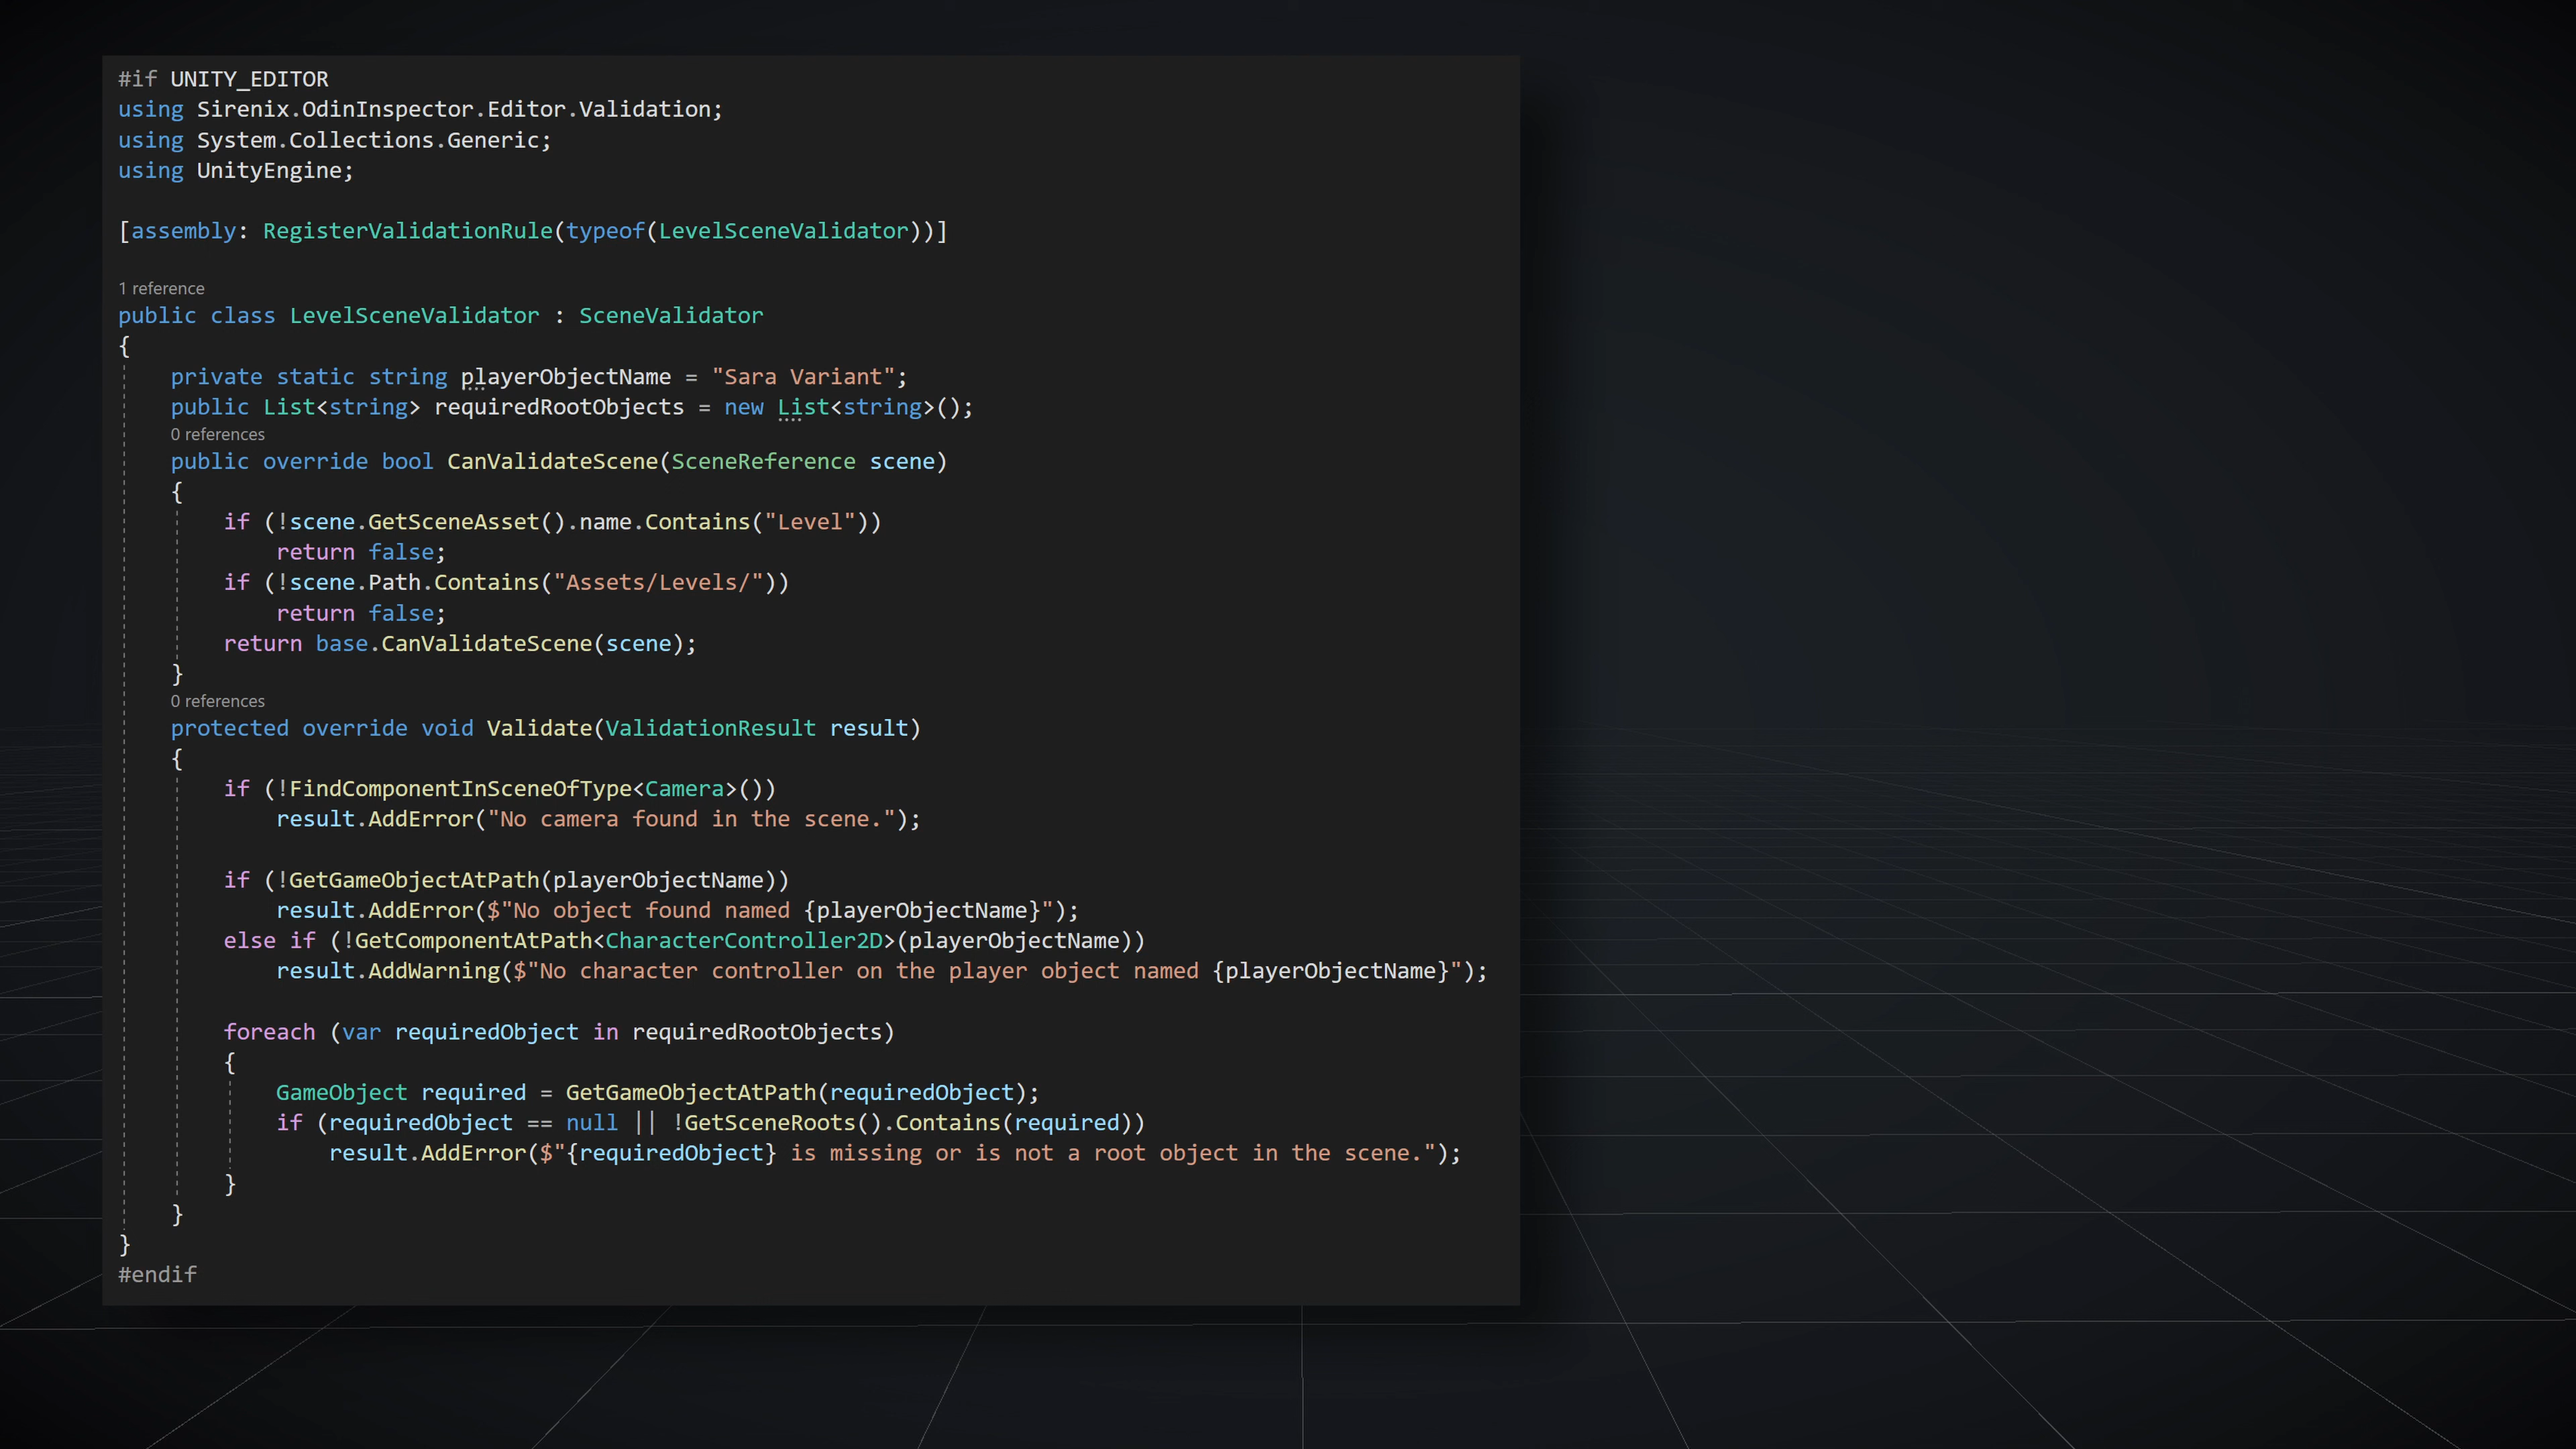 #if UNITY_EDITOR
using Sirenix.OdinInspector.Editor.Validation;
using System.Collections.Generic;
using UnityEngine;
[assembly: RegisterValidationRule(typeof(LevelSceneValidator))]
1 reference
public class LevelSceneValidator : SceneValidator
{
    private static string playerObjectName = "Sara Variant";
    public List<string> requiredRootObjects = new List<string>();
    0 references
    public override bool CanValidateScene(SceneReference scene)
    {
        if (!scene.GetSceneAsset().name.Contains("Level"))
            return false;
        if (!scene.Path.Contains("Assets/Levels/"))
            return false;
        return base.CanValidateScene(scene);
    }
    0 references
    protected override void Validate(ValidationResult result)
    {
        if (!FindComponentInSceneOfType<Camera>())
            result.AddError("No camera found in the scene.");
        if (!GetGameObjectAtPath(playerObjectName))
            result.AddError($"No object found named {playerObjectName}");
        else if (!GetComponentAtPath<CharacterController2D>(playerObjectName))
            result.AddWarning($"No character controller on the player object named {playerObjectName}");
        foreach (var requiredObject in requiredRootObjects)
        {
            GameObject required = GetGameObjectAtPath(requiredObject);
            if (requiredObject == null || !GetSceneRoots().Contains(required))
                result.AddError($"{requiredObject} is missing or is not a root object in the scene.");
        }
    }
}
#endif